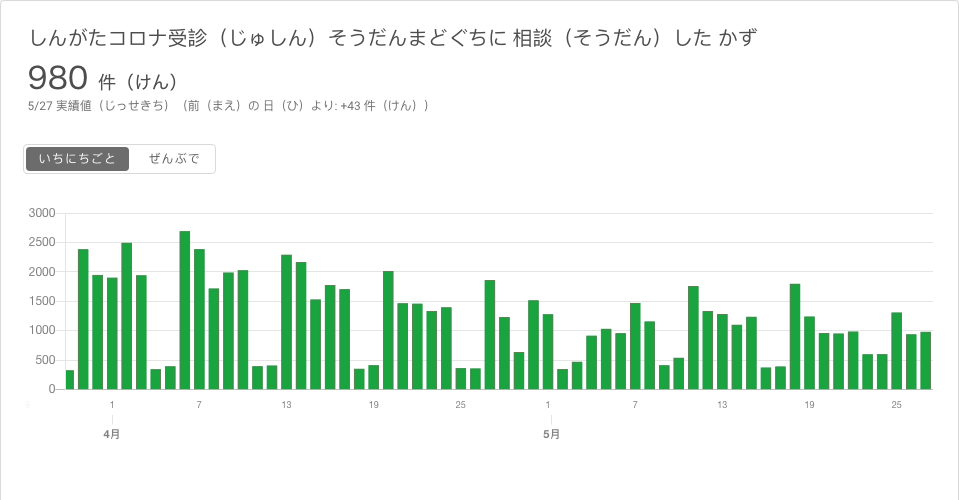 しんがたコロナ受診（じゅしん）そうだんまどぐちに 相談（そうだん）した かず
980 件（けん）
5/27 実績値（じっせきち）（前（まえ）の 日（ひ）より: +43 件（けん））
いちにちごと ぜんぶで
3000
2500
2000
1500
1000
500
0
1 7 13 19 25 1 7 13 19 25
4月 5月